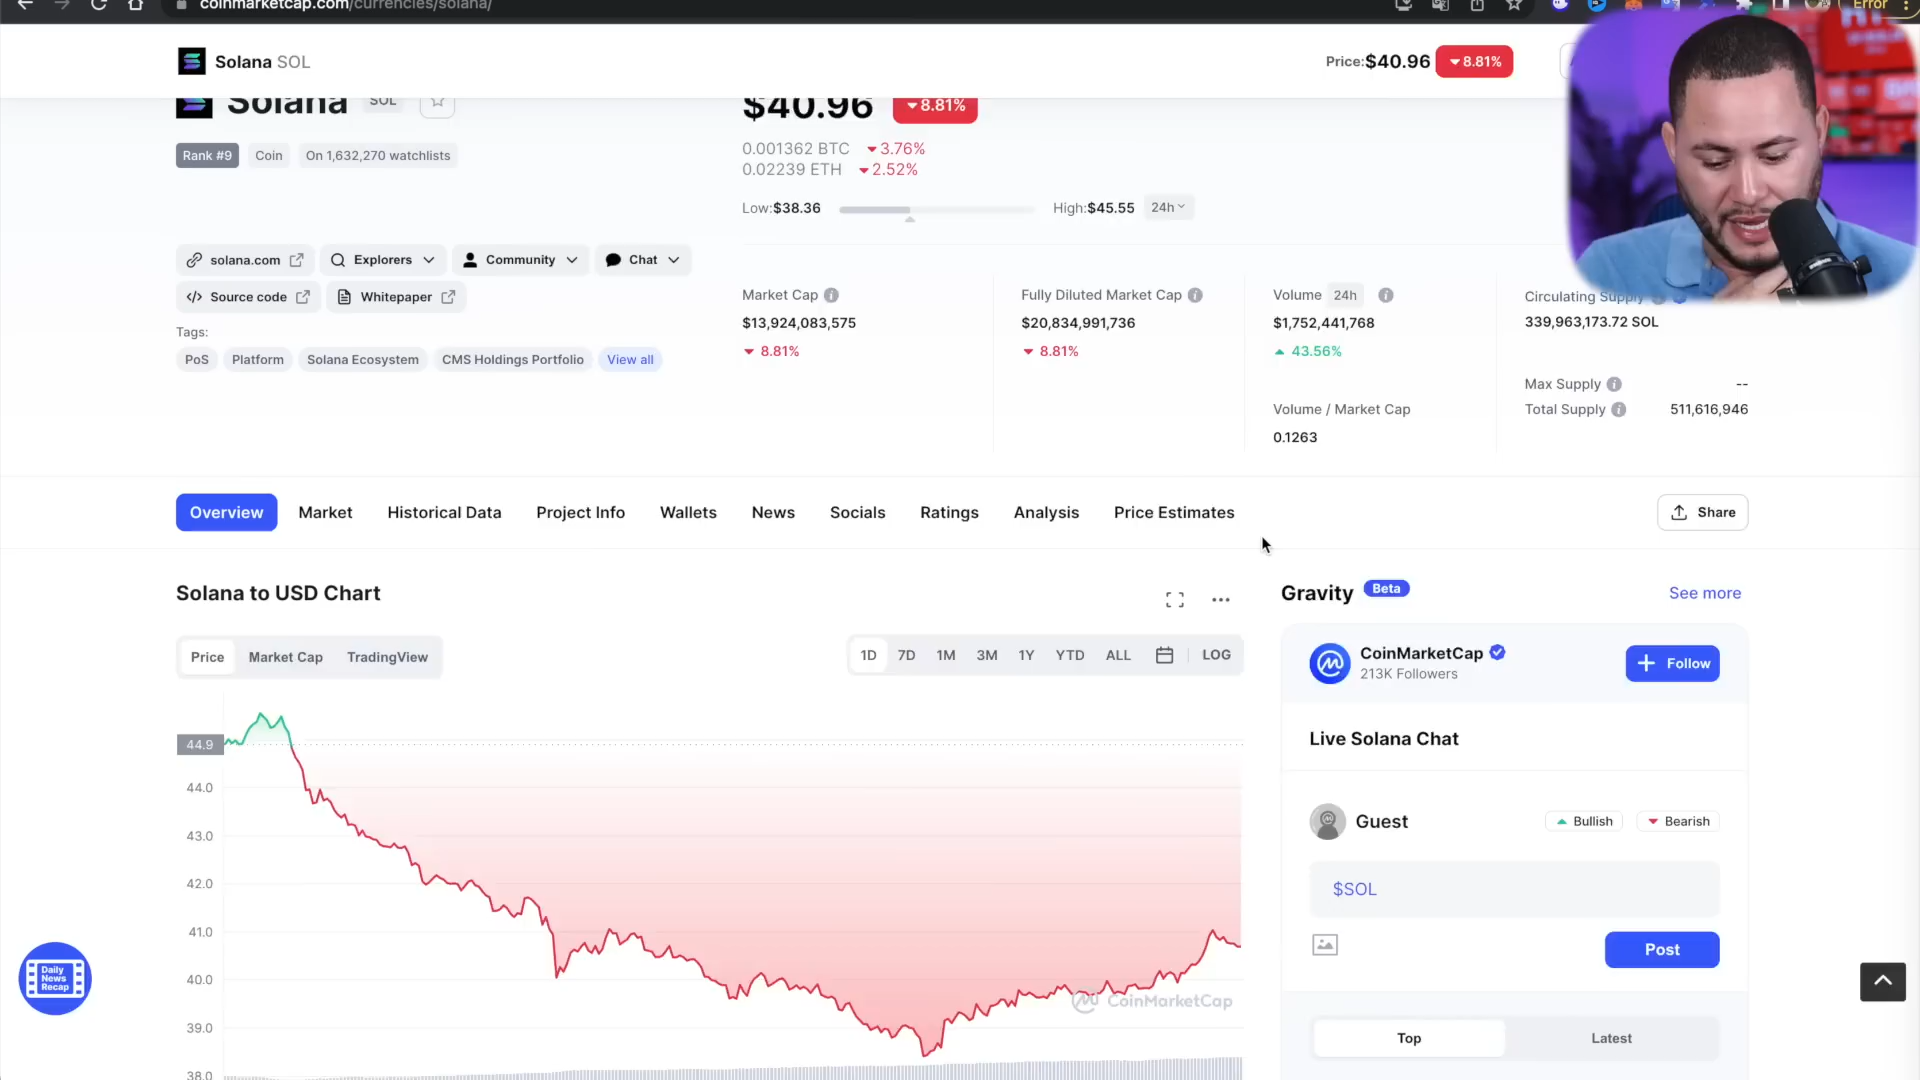 coinmarketcap.com/currencies/solana/
Error
Solana SOL
Price:$40.96 8.81%
Solana SOL
$40.96 8.81%
Rank #9 Coin On 1,632,270 watchlists
0.001362 BTC 3.76%
0.02239 ETH 2.52%
Low:$38.36 High:$45.55 24h
solana.com Explorers Community Chat
Source code Whitepaper
Tags:
PoS Platform Solana Ecosystem CMS Holdings Portfolio View all
Market Cap
$13,924,083,575
8.81%
Fully Diluted Market Cap
$20,834,991,736
8.81%
Volume 24h
$1,752,441,768
43.56%
Volume / Market Cap
0.1263
Circulating Supply
339,963,173.72 SOL
Max Supply --
Total Supply 511,616,946
Overview Market Historical Data Project Info Wallets News Socials Ratings Analysis Price Estimates
Share
Solana to USD Chart
Price Market Cap TradingView
1D 7D 1M 3M 1Y YTD ALL LOG
44.9
44.0
43.0
42.0
41.0
40.0
39.0
38.0
CoinMarketCap
Daily
News
Recap
Gravity Beta See more
CoinMarketCap
213K Followers
Follow
Live Solana Chat
Guest Bullish Bearish
$SOL
Post
Top Latest